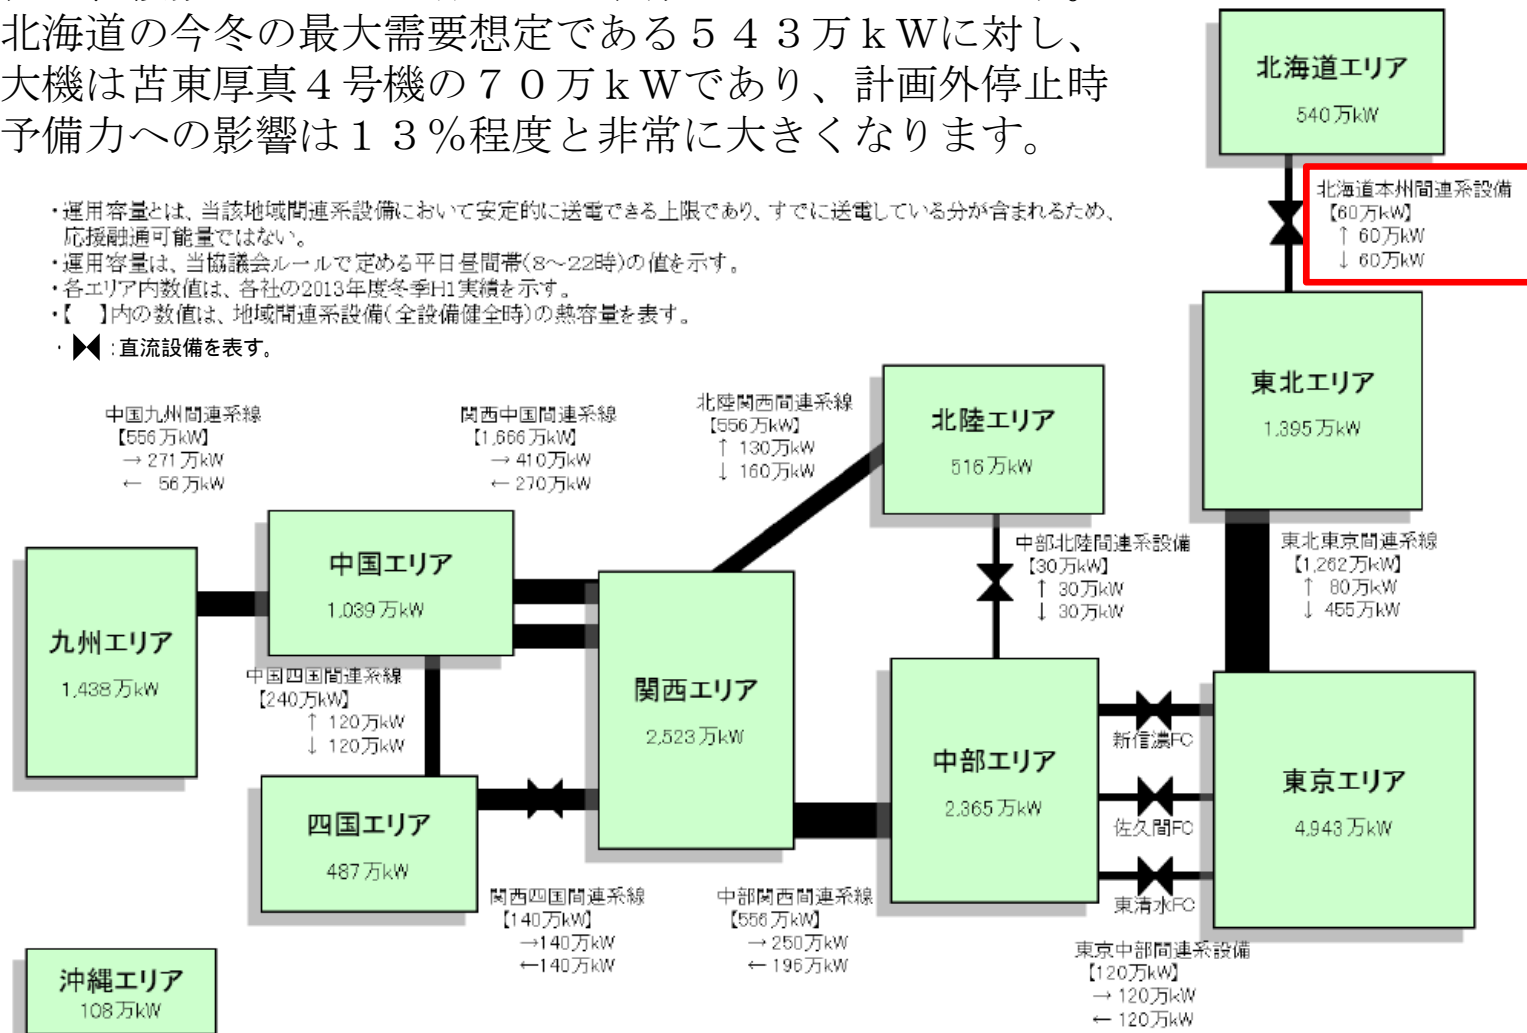 北海道の今冬の最大需要想定である５４３万ｋＷに対し、
大機は苫東厚真４号機の７０万ｋＷであり、計画外停止時
予備力への影響は１３％程度と非常に大きくなります。
・運用容量とは、当該地域間連系設備において安定的に送電できる上限であり、すでに送電している分が含まれるため、
応援融通可能量ではない。
・運用容量は、当協議会ルールで定める平日昼間帯(8～22時)の値を示す。
・各エリア内数値は、各社の2013年度冬季H1実績を示す。
・【　】内の数値は、地域間連系設備(全設備健全時)の熱容量を表す。
・ :直流設備を表す。
北海道エリア
540万kW
北海道本州間連系設備
【60万kW】
↑ 60万kW
↓ 60万kW
東北エリア
1,395万kW
中国九州間連系線
【556万kW】
→ 271万kW
← 56万kW
関西中国間連系線
【1,666万kW】
→ 410万kW
← 270万kW
北陸関西間連系線
【556万kW】
↑ 130万kW
↓ 160万kW
北陸エリア
516万kW
中部北陸間連系設備
【30万kW】
↑ 30万kW
↓ 30万kW
東北東京間連系線
【1,262万kW】
↑ 80万kW
↓ 455万kW
九州エリア
1,438万kW
中国エリア
1,039万kW
中国四国間連系線
【240万kW】
↑ 120万kW
↓ 120万kW
関西エリア
2,523万kW
四国エリア
487万kW
中部エリア
2,365万kW
新信濃FC
佐久間FC
東清水FC
東京エリア
4,943万kW
関西四国間連系線
【140万kW】
→140万kW
←140万kW
中部関西間連系線
【556万kW】
→ 250万kW
← 196万kW
東京中部間連系設備
【120万kW】
→ 120万kW
← 120万kW
沖縄エリア
108万kW